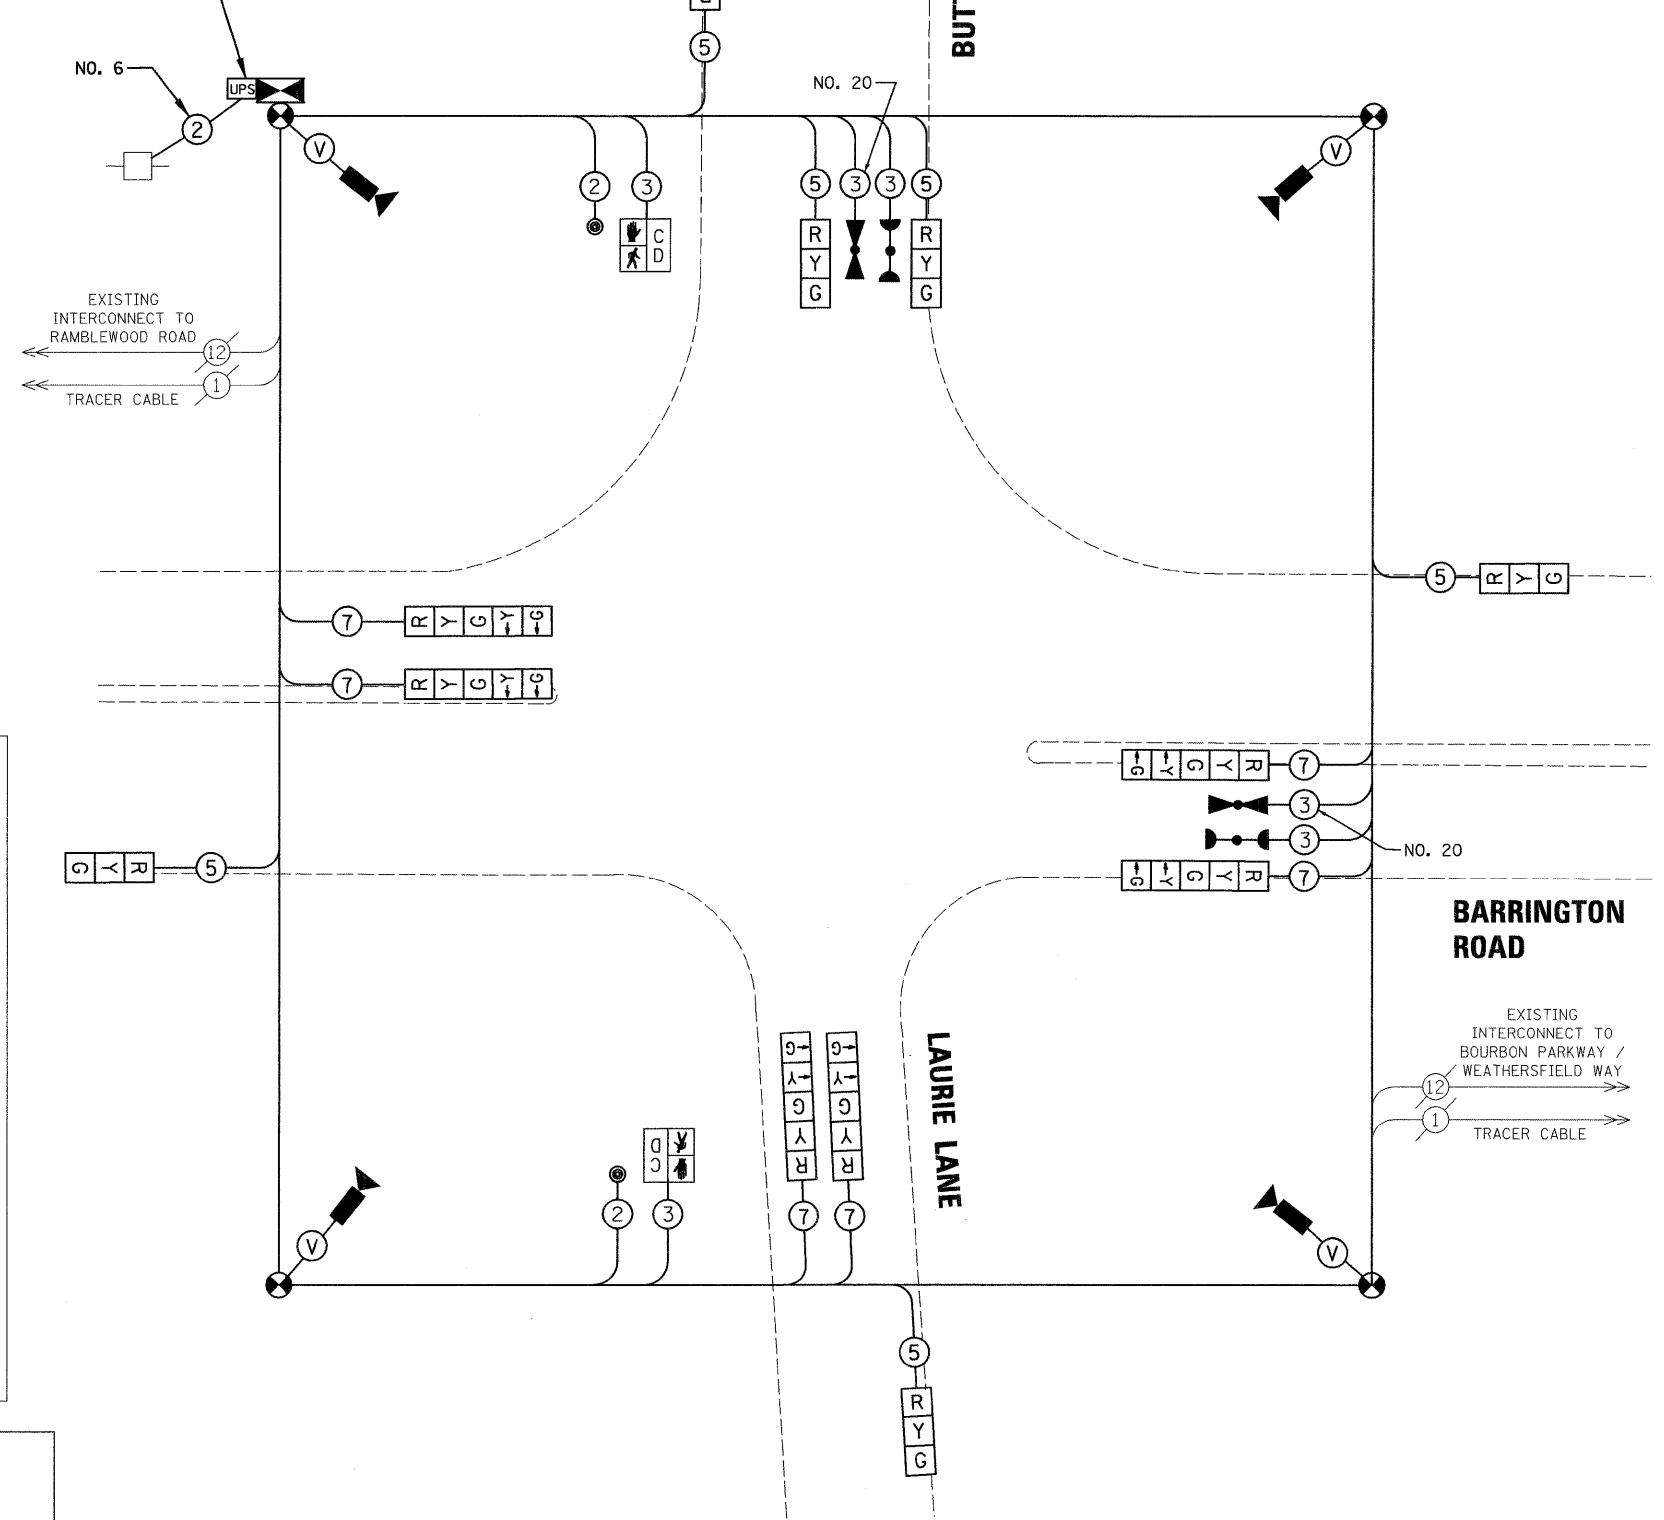 BUT
5
NO. 6
UPS
NO. 20
2
V
V
2
3
5
3
3
5
C
D
R
Y
G
R
Y
G
EXISTING
INTERCONNECT TO
RAMBLEWOOD ROAD
12
1
TRACER CABLE
5
R Y G
7
R Y G Y G
7
R Y G Y G
G Y G Y R
7
3
3
NO. 20
G Y G Y R
7
G Y R
5
BARRINGTON
ROAD
EXISTING
INTERCONNECT TO
BOURBON PARKWAY /
WEATHERSFIELD WAY
12
1
TRACER CABLE
LAURIE LANE
G
Y
G
Y
R
G
Y
G
Y
R
D
C
2
3
7
7
V
V
5
R
Y
G